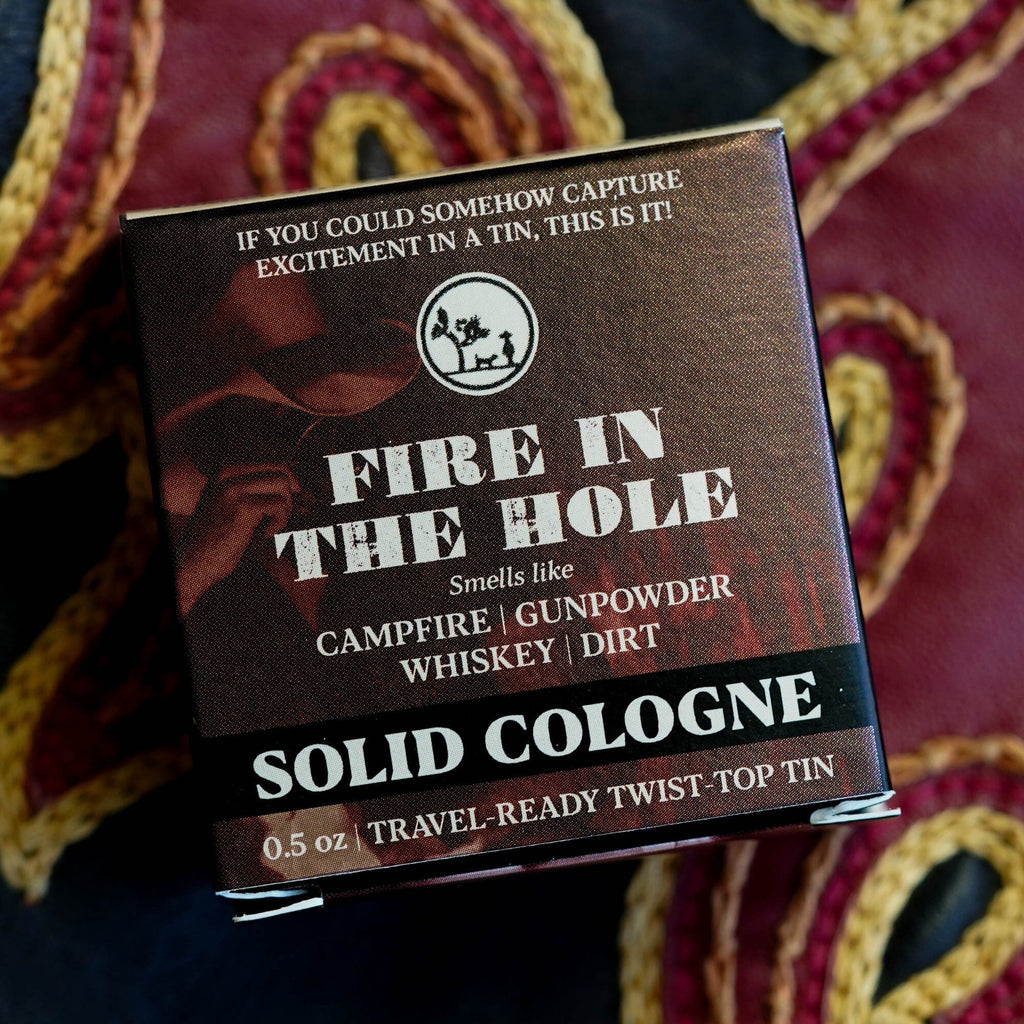 IF YOU COULD SOMEHOW CAPTURE
EXCITEMENT IN A TIN, THIS IS IT!
FIRE IN
THE HOLE
Smells like
CAMPFIRE | GUNPOWDER
WHISKEY | DIRT
SOLID COLOGNE
0.5 oz | TRAVEL-READY TWIST-TOP TIN